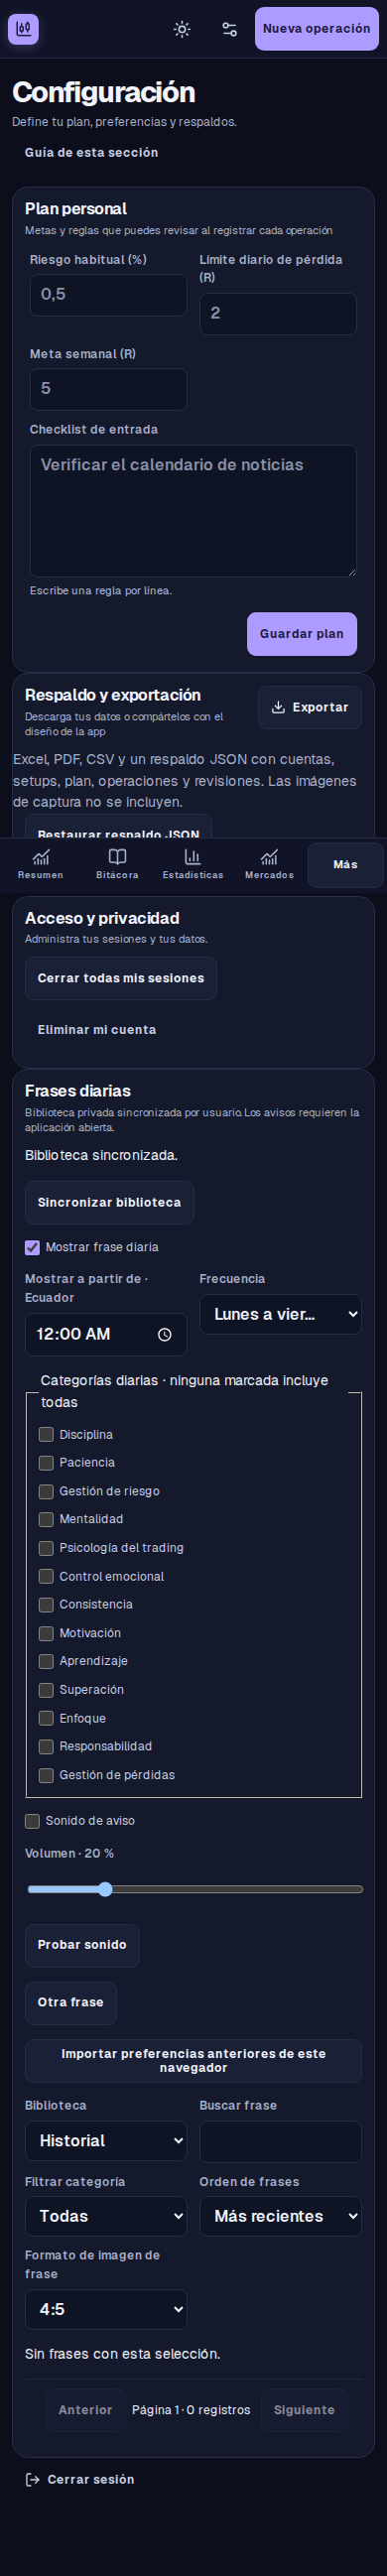 Nueva operación
Configuración
Define tu plan, preferencias y respaldos.
Guía de esta sección
Plan personal
Metas y reglas que puedes revisar al registrar cada operación
Riesgo habitual (%)
Límite diario de pérdida
(R)
0,5
2
Meta semanal (R)
5
Checklist de entrada
Verificar el calendario de noticias
Escribe una regla por línea.
Guardar plan
Respaldo y exportación
Descarga tus datos o compártelos con el
diseño de la app
Exportar
Excel, PDF, CSV y un respaldo JSON con cuentas,
setups, plan, operaciones y revisiones. Las imágenes
de captura no se incluyen.
Restaurar respaldo JSON
Resumen
Bitácora
Estadísticas
Mercados
Más
Acceso y privacidad
Administra tus sesiones y tus datos.
Cerrar todas mis sesiones
Eliminar mi cuenta
Frases diarias
Biblioteca privada sincronizada por usuario. Los avisos requieren la
aplicación abierta.
Biblioteca sincronizada.
Sincronizar biblioteca
Mostrar frase diaria
Mostrar a partir de ·
Ecuador
Frecuencia
12:00 AM
Lunes a vier...
Categorías diarias · ninguna marcada incluye
todas
Disciplina
Paciencia
Gestión de riesgo
Mentalidad
Psicología del trading
Control emocional
Consistencia
Motivación
Aprendizaje
Superación
Enfoque
Responsabilidad
Gestión de pérdidas
Sonido de aviso
Volumen · 20 %
Probar sonido
Otra frase
Importar preferencias anteriores de este
navegador
Biblioteca
Buscar frase
Historial
Filtrar categoría
Orden de frases
Todas
Más recientes
Formato de imagen de
frase
4:5
Sin frases con esta selección.
Anterior
Página 1 · 0 registros
Siguiente
Cerrar sesión